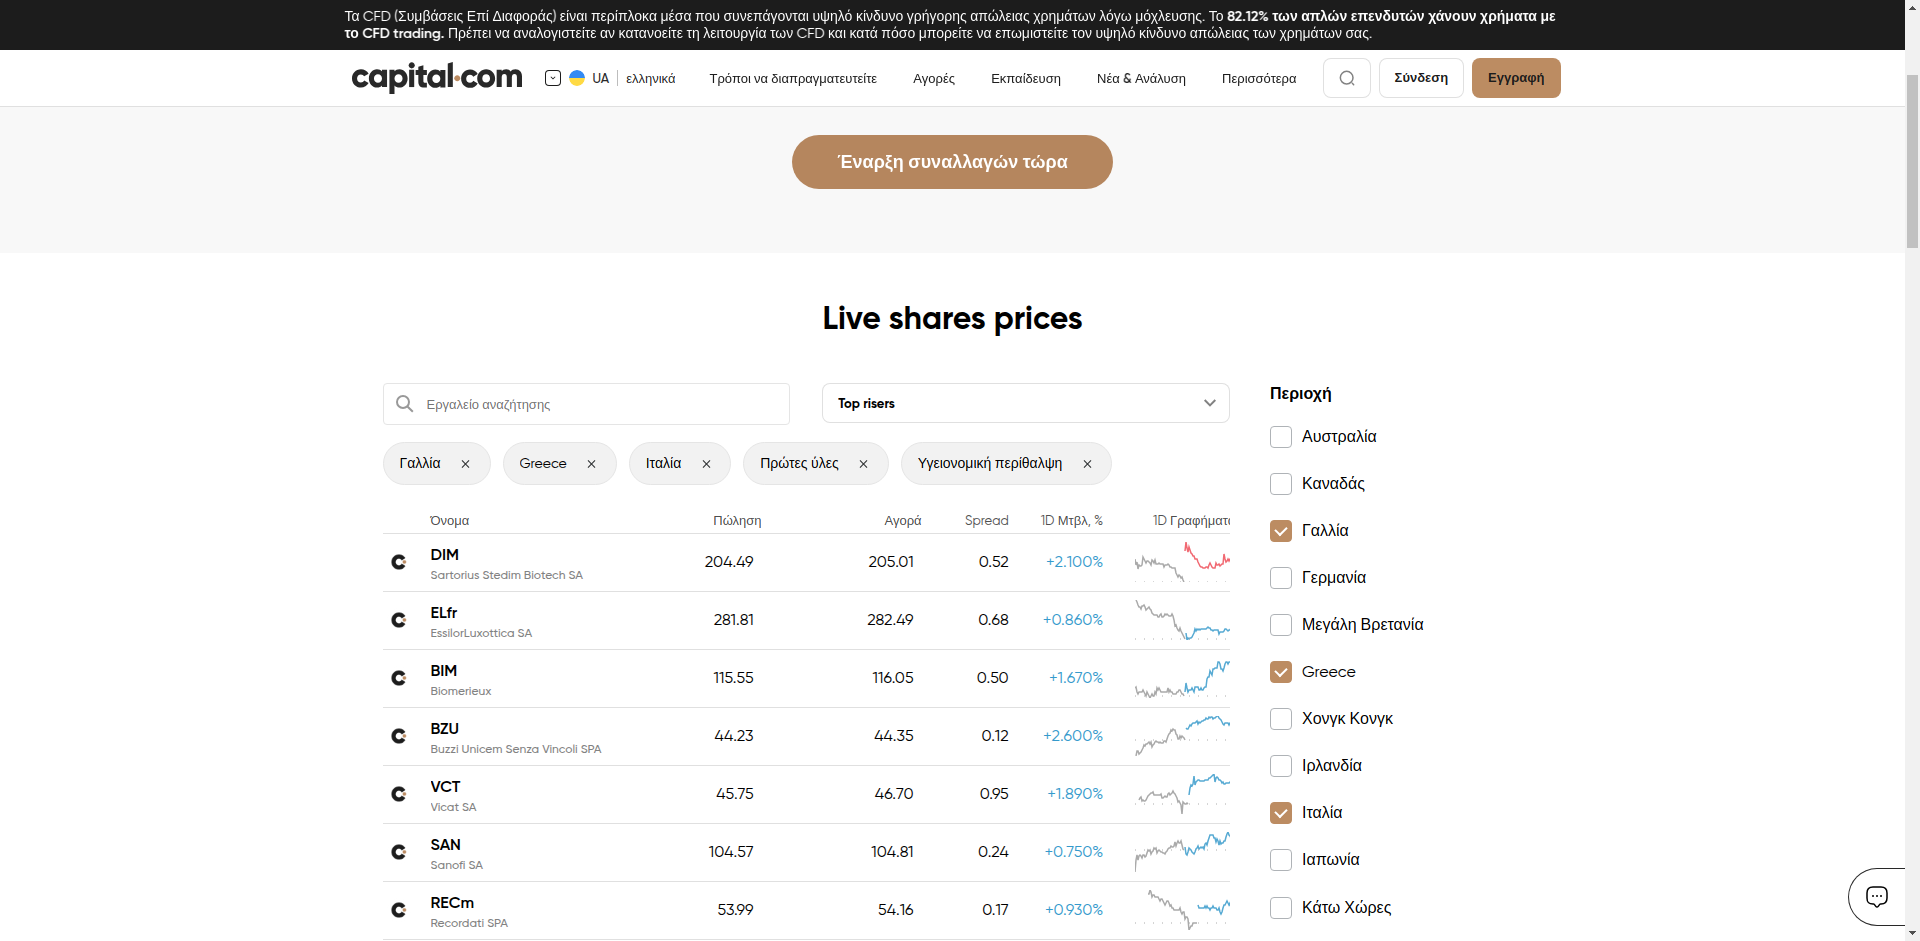 Τα CFD (Συμβάσεις Επί Διαφοράς) είναι περίπλοκα μέσα που συνεπάγονται υψηλό κίνδυνο γρήγορης απώλειας χρημάτων λόγω μόχλευσης. Το 82.12% των απλών επενδυτών χάνουν χρήματα με
το CFD trading. Πρέπει να αναλογιστείτε αν κατανοείτε τη λειτουργία των CFD και κατά πόσο μπορείτε να επωμιστείτε τον υψηλό κίνδυνο απώλειας των χρημάτων σας.
capital.com UA ελληνικά Τρόποι να διαπραγματευτείτε Αγορές Εκπαίδευση Νέα & Ανάλυση Περισσότερα Σύνδεση Εγγραφή
Έναρξη συναλλαγών τώρα
Live shares prices
Εργαλείο αναζήτησης Top risers
Γαλλία Greece Ιταλία Πρώτες ύλες Υγειονομική περίθαλψη
Όνομα Πώληση Αγορά Spread 1D Μτβλ, % 1D Γραφήματα
DIM 204.49 205.01 0.52 +2.100%
Sartorius Stedim Biotech SA
ELfr 281.81 282.49 0.68 +0.860%
EssilorLuxottica SA
BIM 115.55 116.05 0.50 +1.670%
Biomerieux
BZU 44.23 44.35 0.12 +2.600%
Buzzi Unicem Senza Vincoli SPA
VCT 45.75 46.70 0.95 +1.890%
Vicat SA
SAN 104.57 104.81 0.24 +0.750%
Sanofi SA
RECm 53.99 54.16 0.17 +0.930%
Recordati SPA
Περιοχή
Αυστραλία
Καναδάς
Γαλλία
Γερμανία
Μεγάλη Βρετανία
Greece
Χονγκ Κονγκ
Ιρλανδία
Ιταλία
Ιαπωνία
Κάτω Χώρες